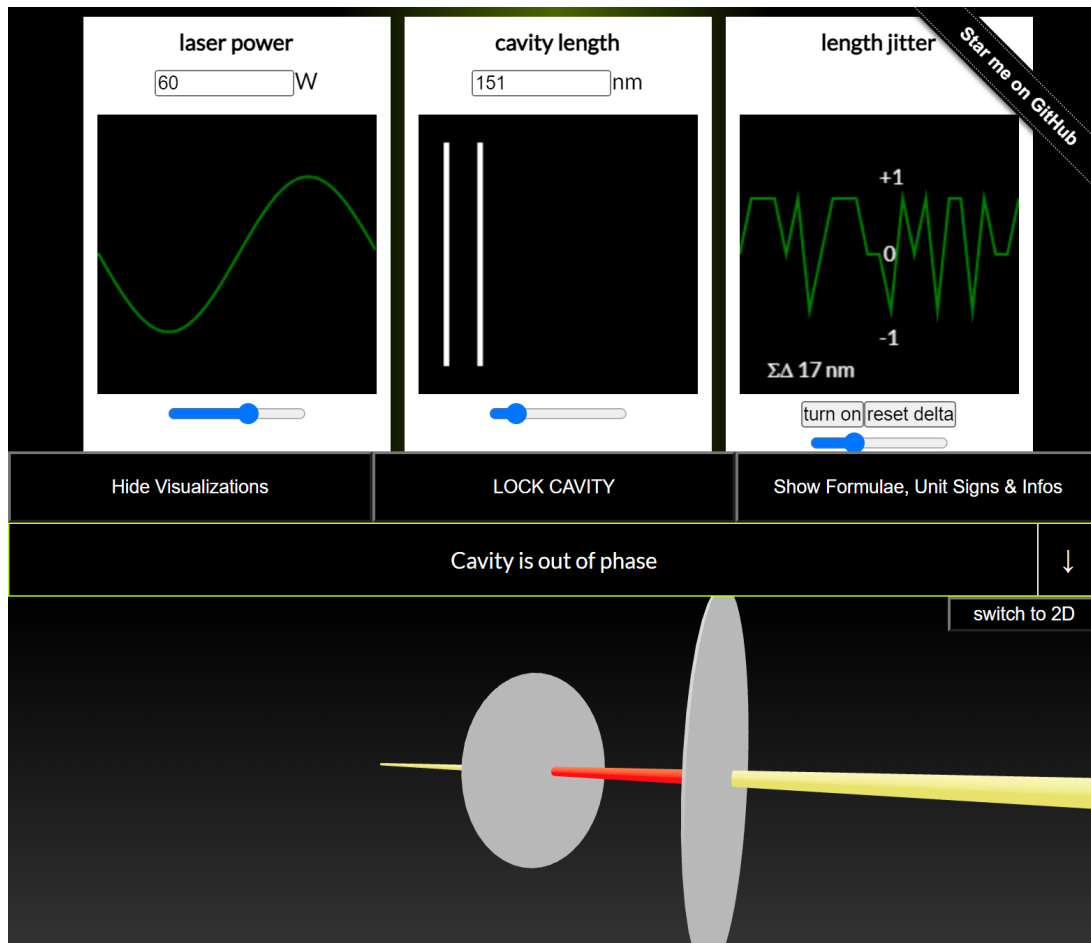 laser power
60 W
cavity length
151 nm
length jitter
Star me on GitHub
+1
0
-1
ΣΔ 17 nm
turn on reset delta
Hide Visualizations
LOCK CAVITY
Show Formulae, Unit Signs & Infos
Cavity is out of phase ↓
switch to 2D